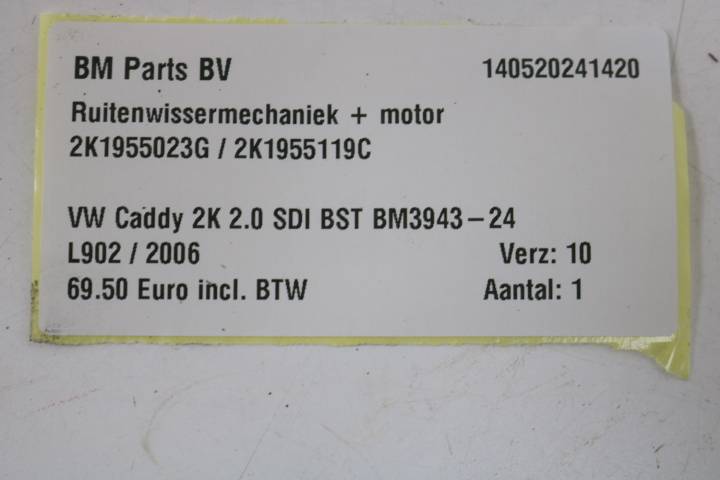 BM Parts BV 140520241420
Ruitenwissermechaniek + motor
2K1955023G / 2K1955119C
VW Caddy 2K 2.0 SDI BST BM3943-24
L902 / 2006 Verz: 10
69.50 Euro incl. BTW Aantal: 1